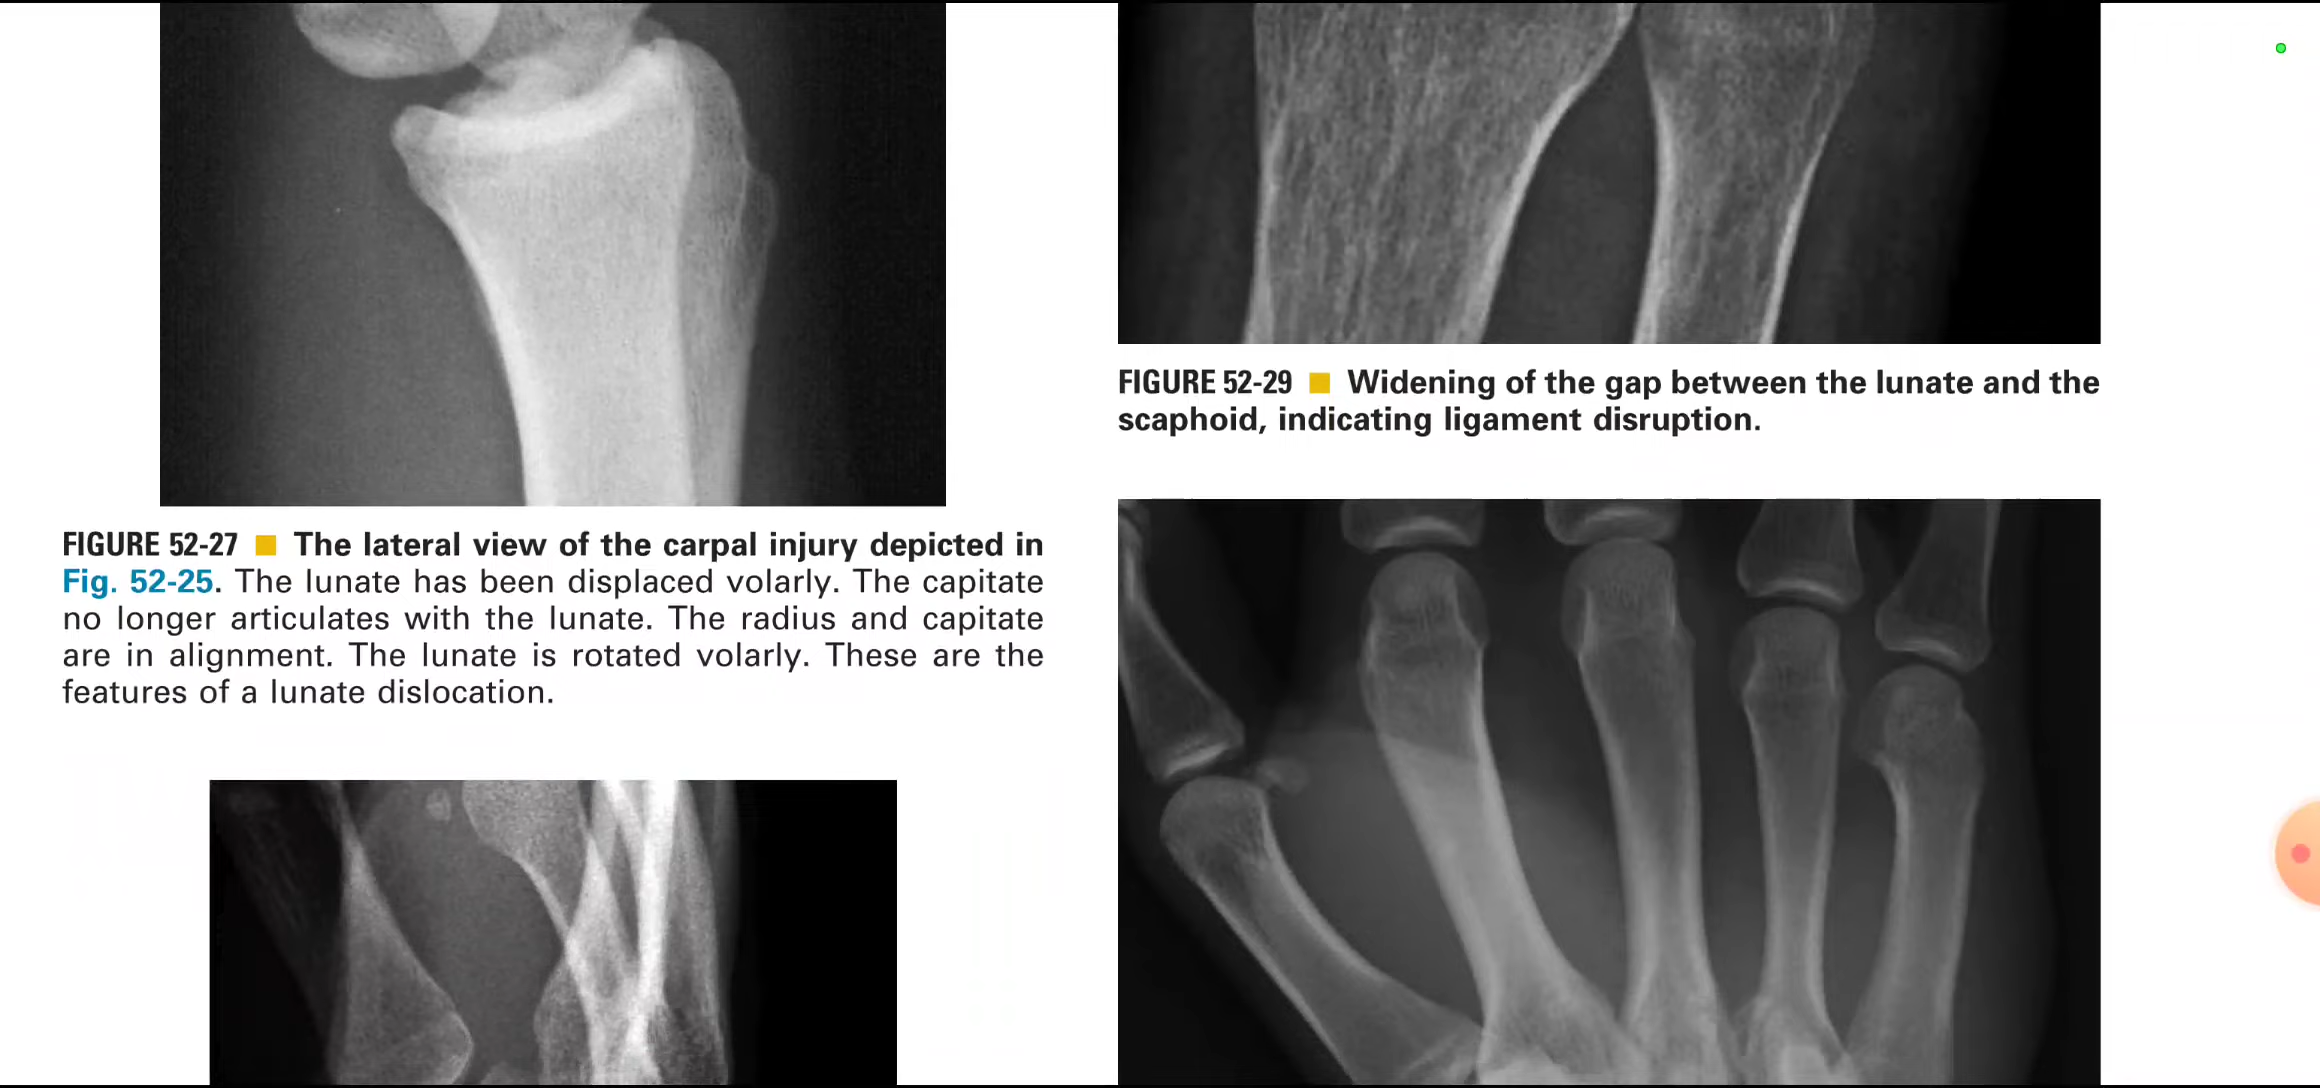 FIGURE 52-27 ■ The lateral view of the carpal injury depicted in
Fig. 52-25. The lunate has been displaced volarly. The capitate
no longer articulates with the lunate. The radius and capitate
are in alignment. The lunate is rotated volarly. These are the
features of a lunate dislocation.
FIGURE 52-29 ■ Widening of the gap between the lunate and the
scaphoid, indicating ligament disruption.